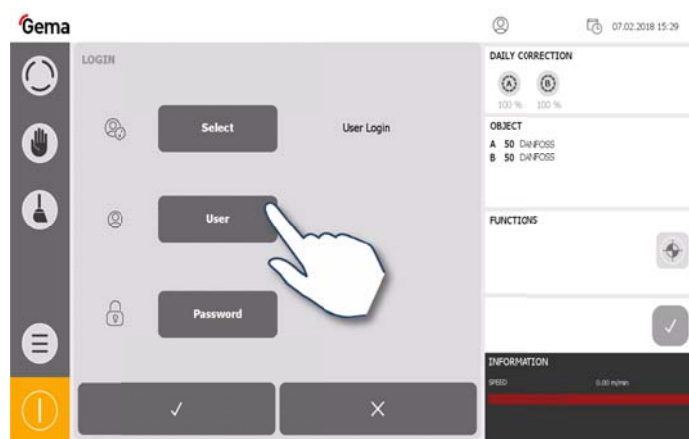 Gema
07.02.2018 15:29
LOGIN
Select
User Login
User
Password
DAILY CORRECTION
A
B
100 %
100 %
OBJECT
A 50 DANFOSS
B 50 DANFOSS
FUNCTIONS
INFORMATION
SPEED
0.00 m/min